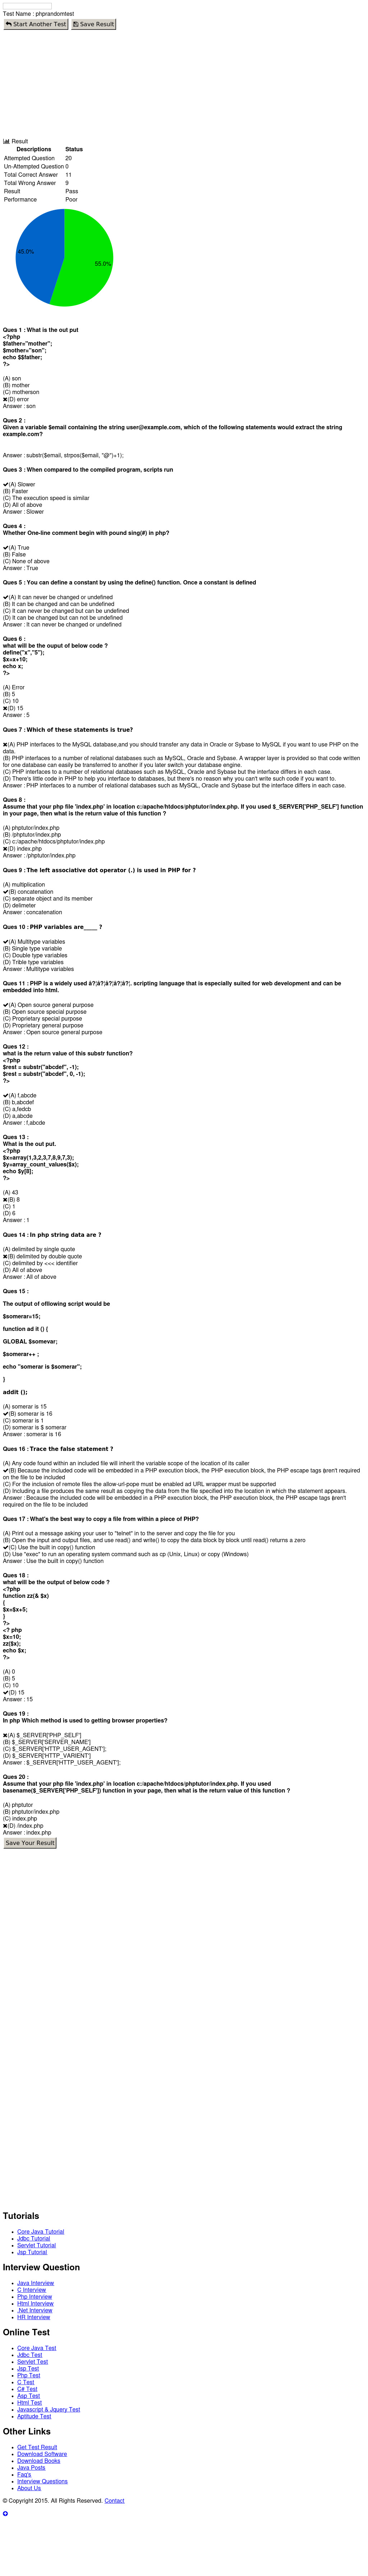 Test Name : phprandomtest
Start Another Test Save Result
Result
Descriptions Status
Attempted Question 20
Un-Attempted Question 0
Total Correct Answer 11
Total Wrong Answer 9
Result Pass
Performance Poor
45.0%
55.0%
Ques 1 : What is the out put
<?php
$father="mother";
$mother="son";
echo $$father;
?>
(A) son
(B) mother
(C) motherson
✖(D) error
Answer : son
Ques 2 :
Given a variable $email containing the string user@example.com, which of the following statements would extract the string
example.com?
Answer : substr($email, strpos($email, "@")+1);
Ques 3 : When compared to the compiled program, scripts run
✔(A) Slower
(B) Faster
(C) The execution speed is similar
(D) All of above
Answer : Slower
Ques 4 :
Whether One-line comment begin with pound sing(#) in php?
✔(A) True
(B) False
(C) None of above
Answer : True
Ques 5 : You can define a constant by using the define() function. Once a constant is defined
✔(A) It can never be changed or undefined
(B) It can be changed and can be undefined
(C) It can never be changed but can be undefined
(D) It can be changed but can not be undefined
Answer : It can never be changed or undefined
Ques 6 :
what will be the ouput of below code ?
define("x","5");
$x=x+10;
echo x;
?>
(A) Error
(B) 5
(C) 10
✖(D) 15
Answer : 5
Ques 7 : Which of these statements is true?
✖(A) PHP interfaces to the MySQL database,and you should transfer any data in Oracle or Sybase to MySQL if you want to use PHP on the
data.
(B) PHP interfaces to a number of relational databases such as MySQL, Oracle and Sybase. A wrapper layer is provided so that code written
for one database can easily be transferred to another if you later switch your database engine.
(C) PHP interfaces to a number of relational databases such as MySQL, Oracle and Sybase but the interface differs in each case.
(D) There's little code in PHP to help you interface to databases, but there's no reason why you can't write such code if you want to.
Answer : PHP interfaces to a number of relational databases such as MySQL, Oracle and Sybase but the interface differs in each case.
Ques 8 :
Assume that your php file 'index.php' in location c:/apache/htdocs/phptutor/index.php. If you used $_SERVER['PHP_SELF'] function
in your page, then what is the return value of this function ?
(A) phptutor/index.php
(B) /phptutor/index.php
(C) c:/apache/htdocs/phptutor/index.php
✖(D) index.php
Answer : /phptutor/index.php
Ques 9 : The left associative dot operator (.) is used in PHP for ?
(A) multiplication
✔(B) concatenation
(C) separate object and its member
(D) delimeter
Answer : concatenation
Ques 10 : PHP variables are____ ?
✔(A) Multitype variables
(B) Single type variable
(C) Double type variables
(D) Trible type variables
Answer : Multitype variables
Ques 11 : PHP is a widely used â?¦â?¦â?¦â?¦â?¦. scripting language that is especially suited for web development and can be
embedded into html.
✔(A) Open source general purpose
(B) Open source special purpose
(C) Proprietary special purpose
(D) Proprietary general purpose
Answer : Open source general purpose
Ques 12 :
what is the return value of this substr function?
<?php
$rest = substr("abcdef", -1);
$rest = substr("abcdef", 0, -1);
?>
✔(A) f,abcde
(B) b,abcdef
(C) a,fedcb
(D) a,abcde
Answer : f,abcde
Ques 13 :
What is the out put.
<?php
$x=array(1,3,2,3,7,8,9,7,3);
$y=array_count_values($x);
echo $y[8];
?>
(A) 43
✖(B) 8
(C) 1
(D) 6
Answer : 1
Ques 14 : In php string data are ?
(A) delimited by single quote
✖(B) delimited by double quote
(C) delimited by <<< identifier
(D) All of above
Answer : All of above
Ques 15 :
The output of ofllowing script would be
$somerar=15;
function ad it () {
GLOBAL $somevar;
$somerar++ ;
echo "somerar is $somerar";
}
addit ();
(A) somerar is 15
✔(B) somerar is 16
(C) somerar is 1
(D) somerar is $ somerar
Answer : somerar is 16
Ques 16 : Trace the false statement ?
(A) Any code found within an included file will inherit the variable scope of the location of its caller
✔(B) Because the included code will be embedded in a PHP execution block, the PHP execution block, the PHP escape tags aren't required
on the file to be included
(C) For the inclusion of remote files the allow-url-pope must be enabled ad URL wrapper must be supported
(D) Including a file produces the same result as copying the data from the file specified into the location in which the statement appears.
Answer : Because the included code will be embedded in a PHP execution block, the PHP execution block, the PHP escape tags aren't
required on the file to be included
Ques 17 : What's the best way to copy a file from within a piece of PHP?
(A) Print out a message asking your user to "telnet" in to the server and copy the file for you
(B) Open the input and output files, and use read() and write() to copy the data block by block until read() returns a zero
✔(C) Use the built in copy() function
(D) Use "exec" to run an operating system command such as cp (Unix, Linux) or copy (Windows)
Answer : Use the built in copy() function
Ques 18 :
what will be the output of below code ?
<?php
function zz(& $x)
{
$x=$x+5;
}
?>
<? php
$x=10;
zz($x);
echo $x;
?>
(A) 0
(B) 5
(C) 10
✔(D) 15
Answer : 15
Ques 19 :
In php Which method is used to getting browser properties?
✖(A) $_SERVER['PHP_SELF']
(B) $_SERVER['SERVER_NAME']
(C) $_SERVER['HTTP_USER_AGENT'];
(D) $_SERVER['HTTP_VARIENT']
Answer : $_SERVER['HTTP_USER_AGENT'];
Ques 20 :
Assume that your php file 'index.php' in location c:/apache/htdocs/phptutor/index.php. If you used
basename($_SERVER['PHP_SELF']) function in your page, then what is the return value of this function ?
(A) phptutor
(B) phptutor/index.php
(C) index.php
✖(D) /index.php
Answer : index.php
Save Your Result
Tutorials
Core Java Tutorial
Jdbc Tutorial
Servlet Tutorial
Jsp Tutorial
Interview Question
Java Interview
C Interview
Php Interview
Html Interview
.Net Interview
HR Interview
Online Test
Core Java Test
Jdbc Test
Servlet Test
Jsp Test
Php Test
C Test
C# Test
Asp Test
Html Test
Javascript & Jquery Test
Aptitude Test
Other Links
Get Test Result
Download Software
Download Books
Java Posts
Faq's
Interview Questions
About Us
© Copyright 2015. All Rights Reserved. Contact